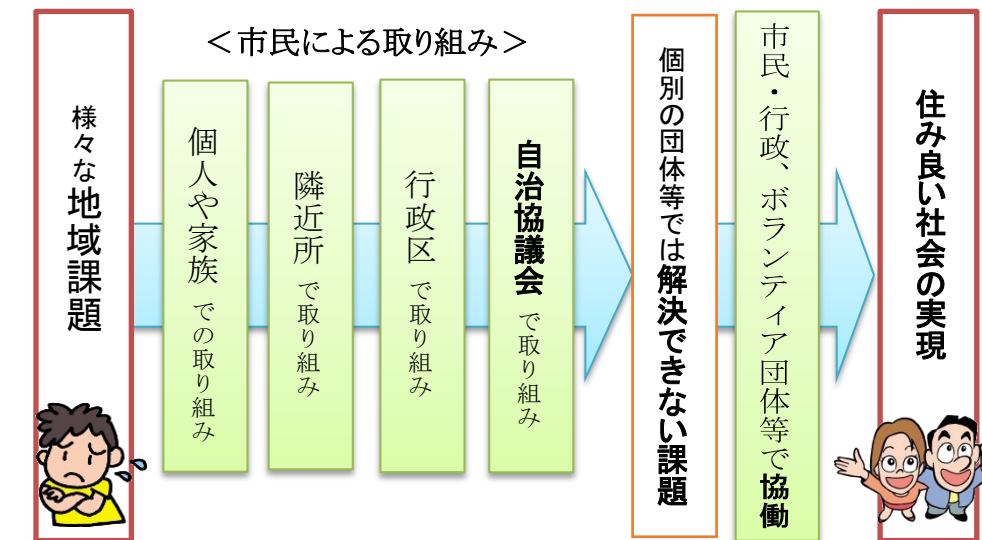 ＜市民による取り組み＞
様々な地域課題
個人や家族での取り組み
隣近所で取り組み
行政区で取り組み
自治協議会で取り組み
個別の団体等では解決できない課題
市民・行政、ボランティア団体等で協働
住み良い社会の実現